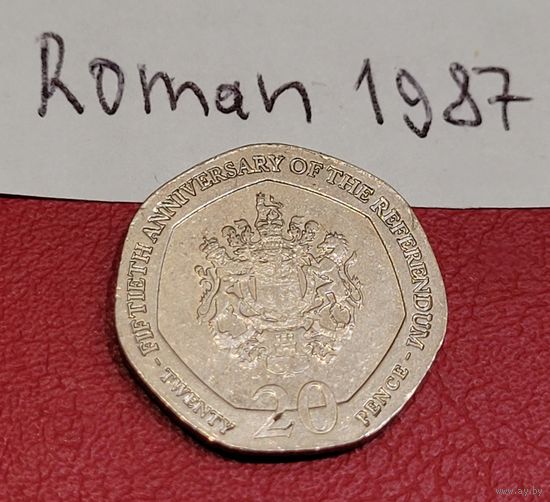 Roman 1987
FIFTIETH ANNIVERSARY OF THE REFERENDUM
- TWENTY PENCE -
20
www.ay.by